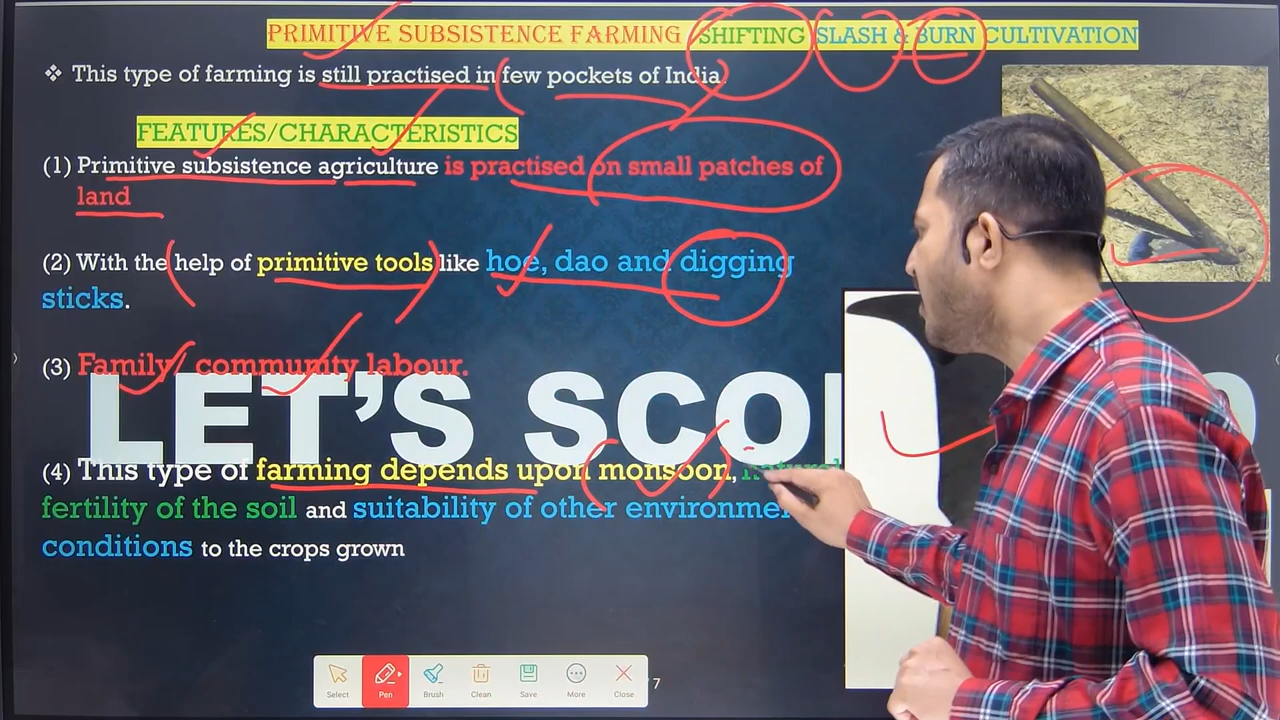 PRIMITIVE SUBSISTENCE FARMING / SHIFTING SLASH & BURN CULTIVATION
❖ This type of farming is still practised in few pockets of India.
FEATURES/CHARACTERISTICS
(1) Primitive subsistence agriculture is practised on small patches of
land
(2) With the help of primitive tools like hoe, dao and digging
sticks.
(3) Family/ community labour.
LET'S
(4) This type of farming depends upon monsoon, natural
fertility of the soil and suitability of other
conditions to the crops grown
Select
Pen
Brush
Clean
Save
More
Close
/ 7